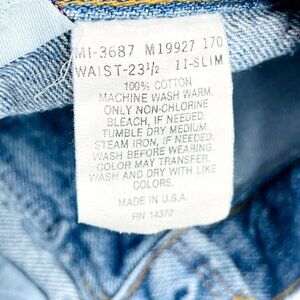 MI-3687 M19927 170
WAIST-23½ 11-SLIM
100% COTTON
MACHINE WASH WARM.
ONLY NON-CHLORINE
BLEACH, IF NEEDED.
TUMBLE DRY MEDIUM.
STEAM IRON, IF NEEDED.
WASH BEFORE WEARING.
COLOR MAY TRANSFER.
WASH AND DRY WITH LIKE
COLORS.
MADE IN U.S.A.
RN 14372